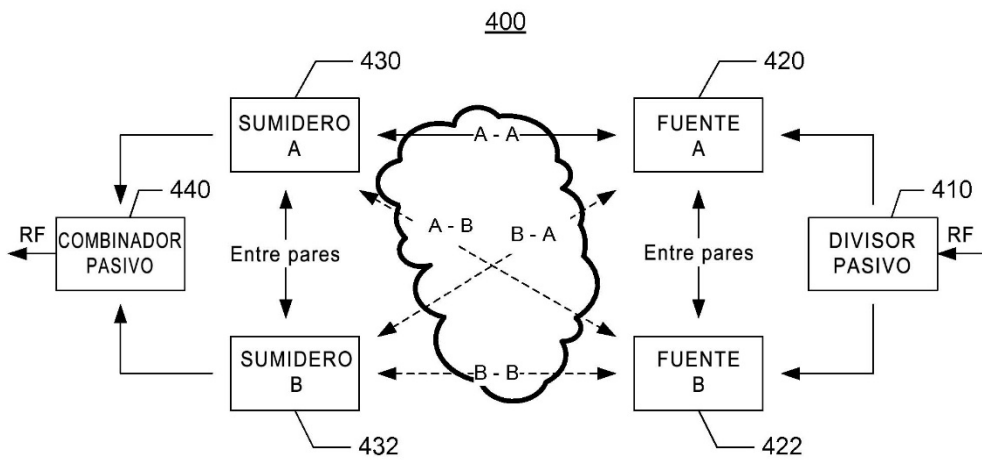 400
430
420
SUMIDERO
A
A - A
FUENTE
A
440
410
RF
COMBINADOR
PASIVO
Entre pares
A - B
B - A
Entre pares
DIVISOR
PASIVO
RF
SUMIDERO
B
B - B
FUENTE
B
432
422